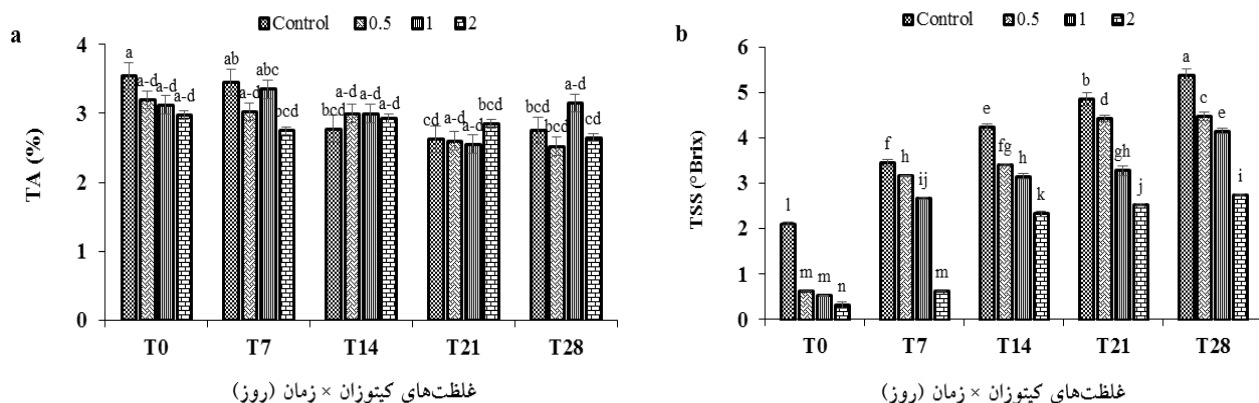 a
Control 0.5 1 2
TA (%)
4
3
2
1
0
a a-d a-d a-d
ab a-d abc bcd
bcd a-d a-d a-d
cd a-d a-d bcd
bcd bcd a-d cd
T0 T7 T14 T21 T28
غلظت‌های کیتوزان × زمان (روز)
b
Control 0.5 1 2
TSS (°Brix)
6
5
4
3
2
1
0
l m m n
f h ij m
e fg h k
b d gh j
a c e i
T0 T7 T14 T21 T28
غلظت‌های کیتوزان × زمان (روز)